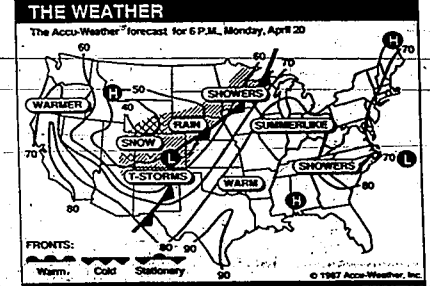 THE WEATHER
The Accu-Weather forecast for 6 P.M., Monday, April 20
60
60
70
H
70
H
50
SHOWERS
40
WARMER
RAIN
SUMMERLIKE
SNOW
70
L
SHOWERS
70
L
T-STORMS
WARM
80
80
H
80
90
90
FRONTS:
Warm
Cold
Stationary
© 1987 Accu-Weather, Inc.